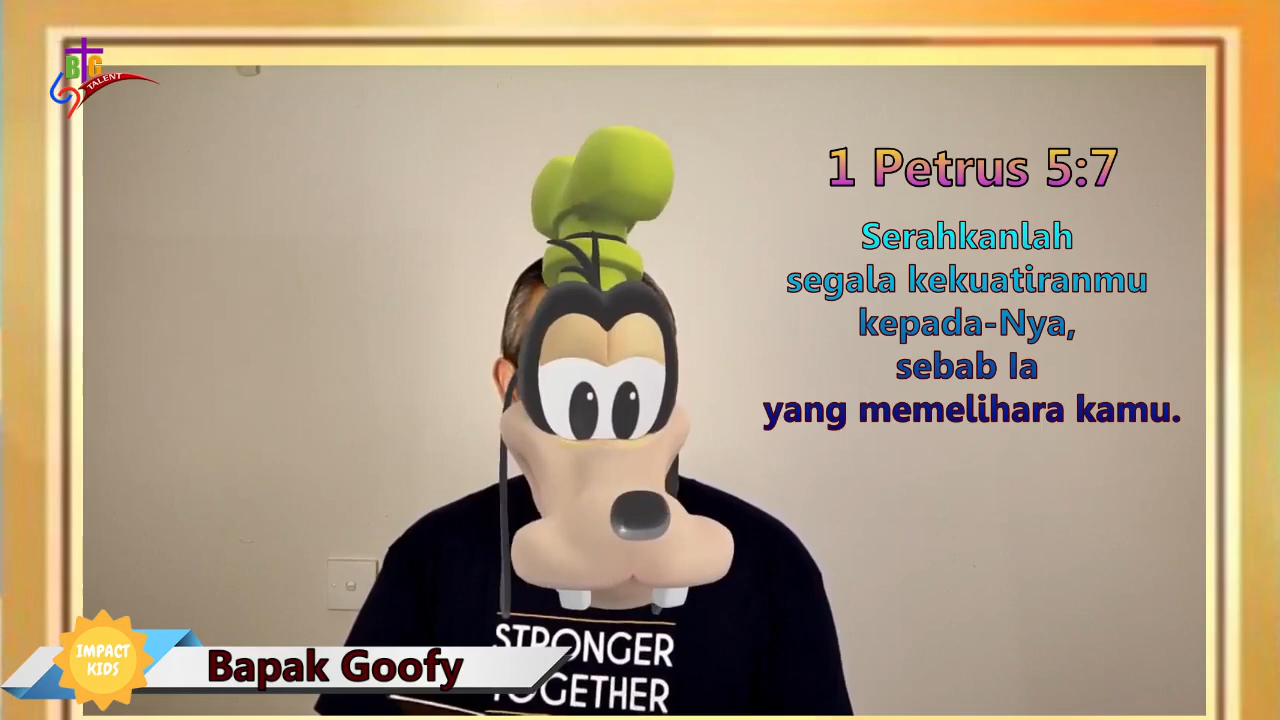 BTG
TALENT
1 Petrus 5:7
Serahkanlah
segala kekuatiranmu
kepada-Nya,
sebab Ia
yang memelihara kamu.
STRONGER
TOGETHER
IMPACT
KIDS
Bapak Goofy